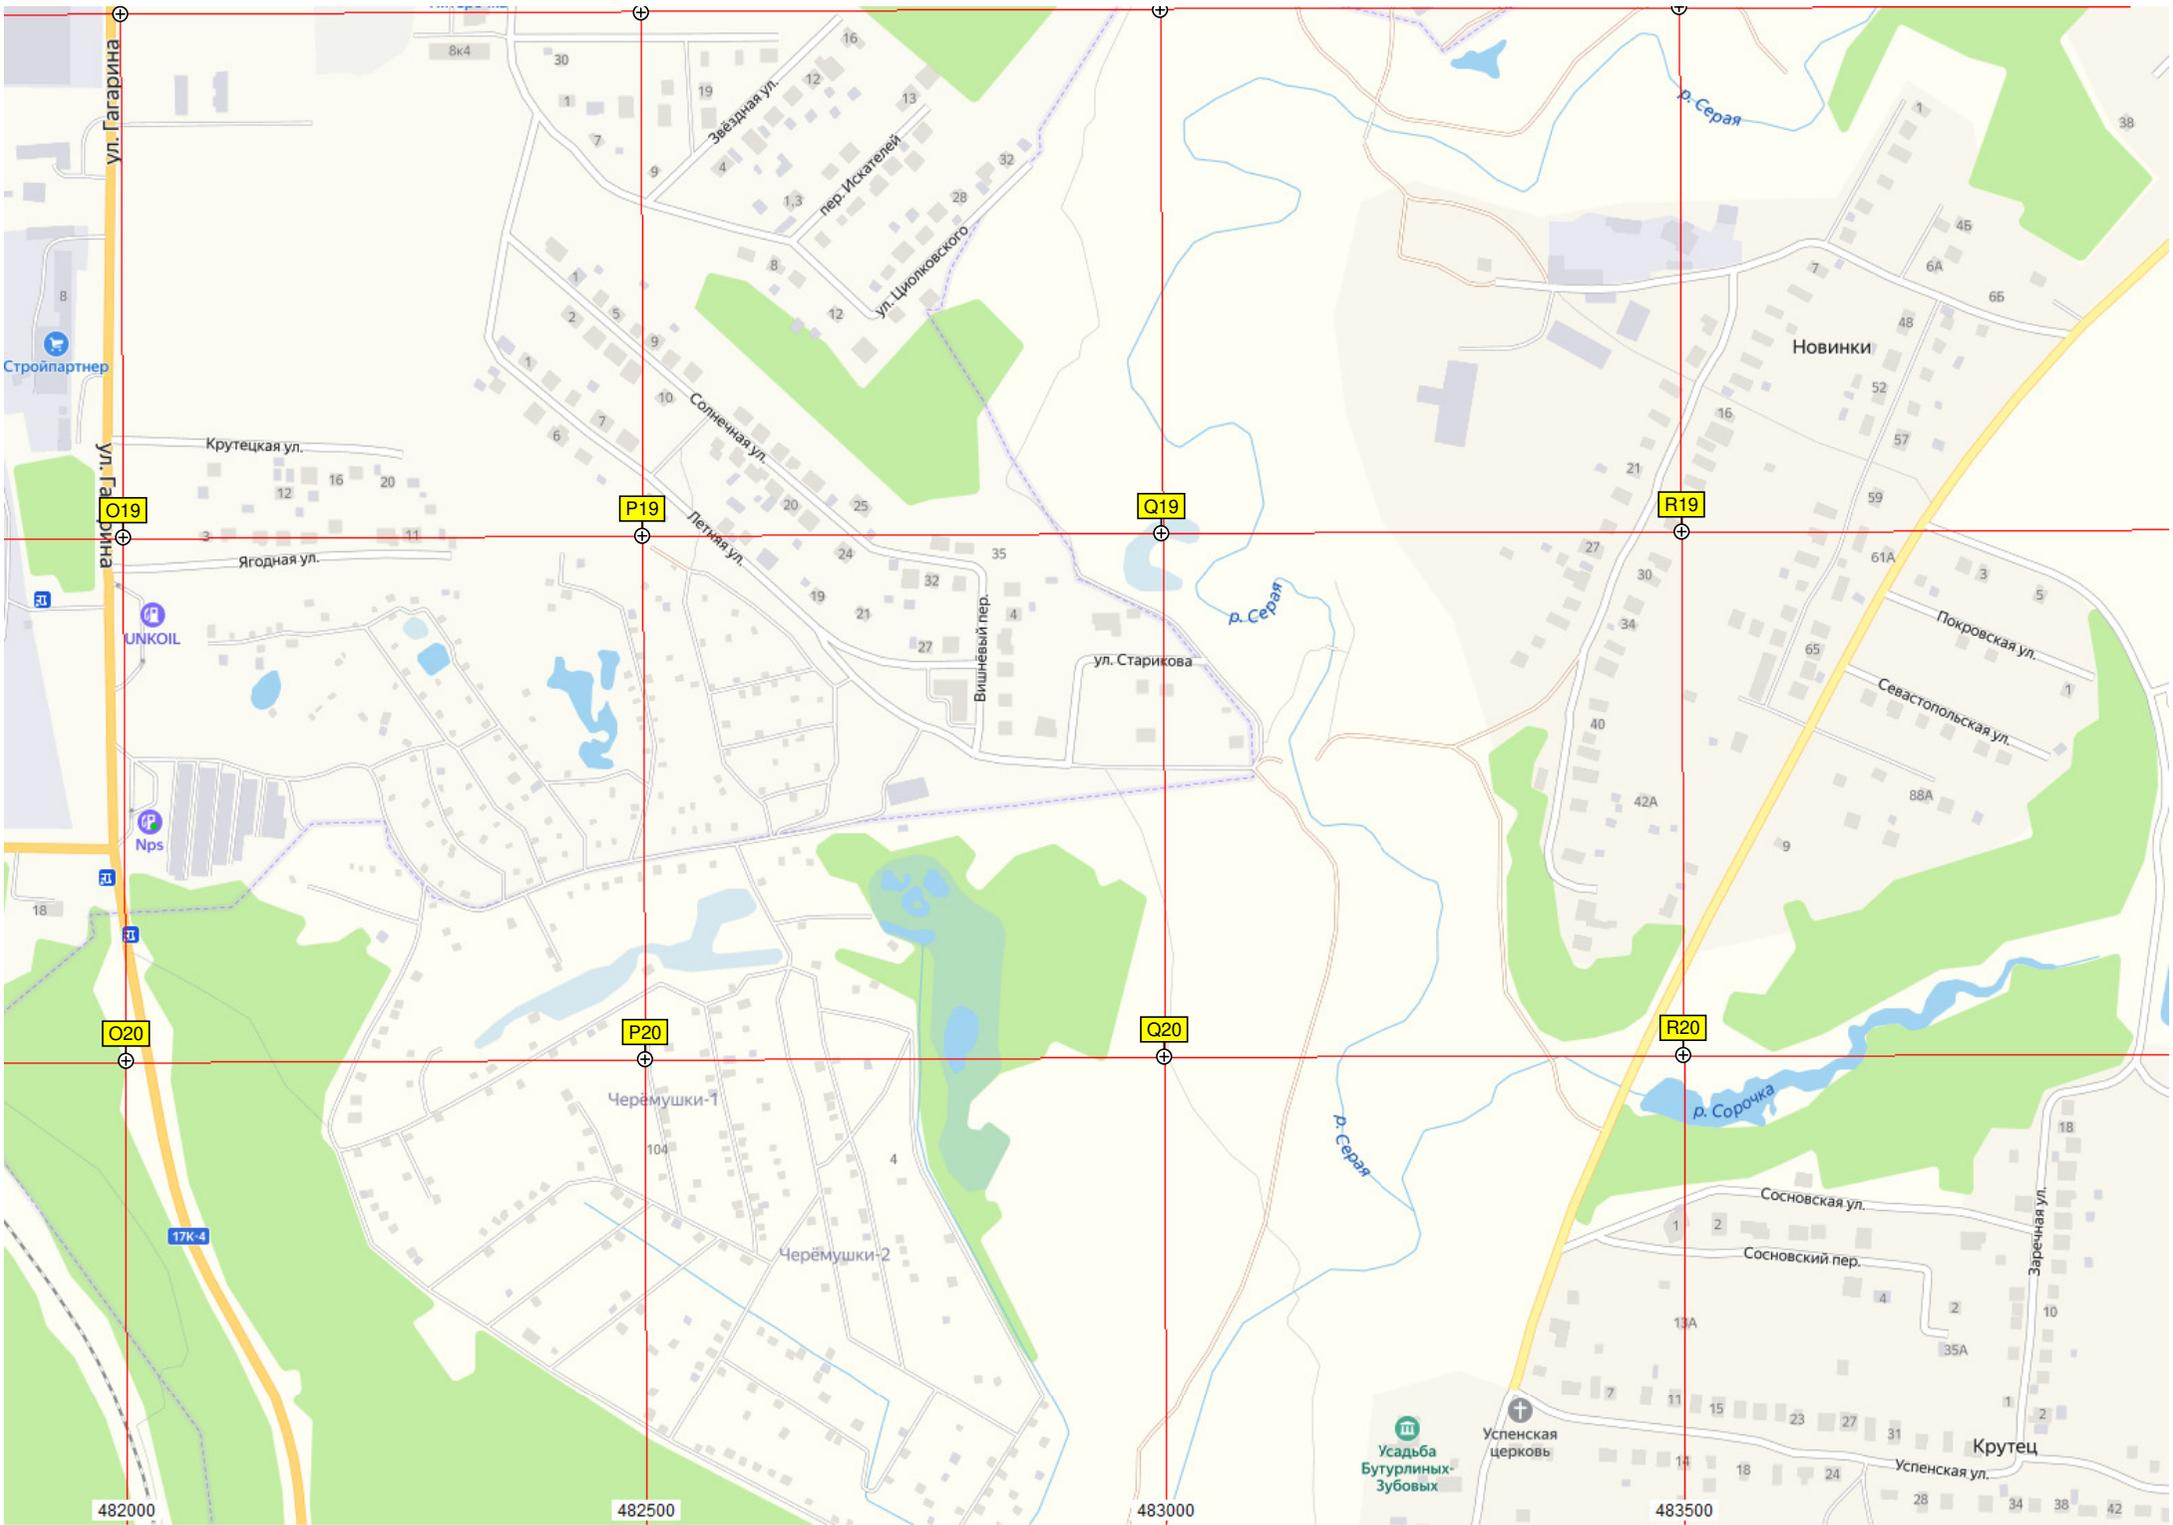 8к4
30
16
12
19
13
ул. Гагарина
1
Звёздная ул.
р. Серая
1
38
7
9
4
пер. Искателей
32
1,3
28
4Б
ул. Циолковского
8
1
7
6А
8
2
5
12
6Б
48
9
Новинки
Стройпартнер
1
10
Солнечная ул.
52
16
7
6
57
Крутецкая ул.
ул. Гагарина
21
12
16
20
20
25
59
O19
P19
Q19
R19
3
11
Летняя ул.
24
35
27
61А
Ягодная ул.
32
30
3
5
19
21
4
р. Серая
34
UNKOIL
27
Вишнёвый пер.
ул. Старикова
65
Покровская ул.
1
Севастопольская ул.
40
42А
88А
Nps
9
18
O20
P20
Q20
R20
Черёмушки-1
р. Сорочка
104
4
р. Серая
18
Сосновская ул.
17К-4
1
2
Заречная ул.
Черёмушки-2
Сосновский пер.
4
2
10
13А
35А
7
11
15
23
27
31
1
2
Успенская
церковь
Усадьба
Бутурлиных-
Зубовых
Крутец
14
18
24
Успенская ул.
28
34
38
42
482000
482500
483000
483500